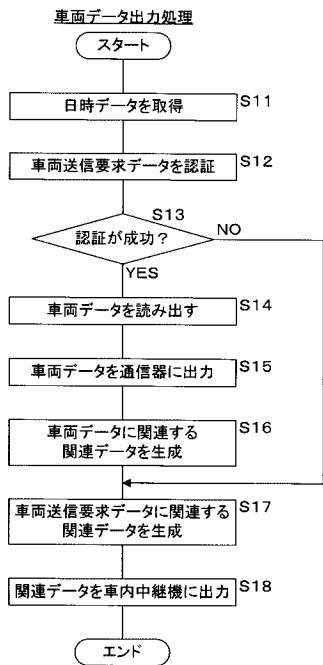 車両データ出力処理
スタート
日時データを取得
S11
車両送信要求データを認証
S12
S13
認証が成功?
NO
YES
車両データを読み出す
S14
車両データを通信器に出力
S15
車両データに関連する
関連データを生成
S16
車両送信要求データに関連する
関連データを生成
S17
関連データを車内中継機に出力
S18
エンド